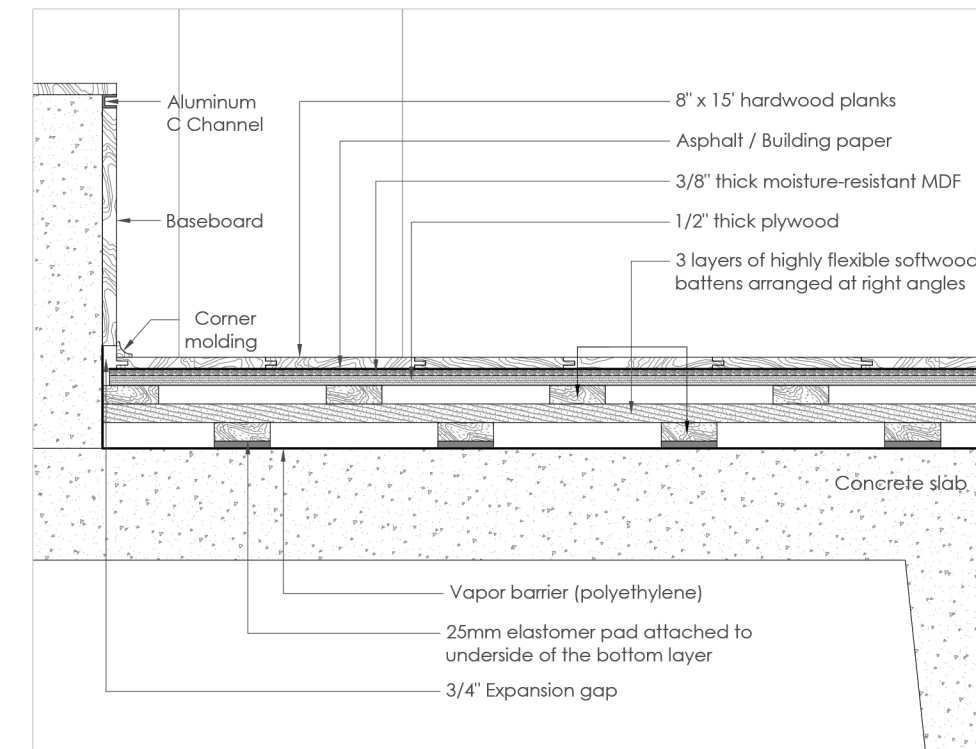 Aluminum
C Channel
Baseboard
Corner
molding
8" x 15' hardwood planks
Asphalt / Building paper
3/8" thick moisture-resistant MDF
1/2" thick plywood
3 layers of highly flexible softwood
battens arranged at right angles
Concrete slab
Vapor barrier (polyethylene)
25mm elastomer pad attached to
underside of the bottom layer
3/4" Expansion gap